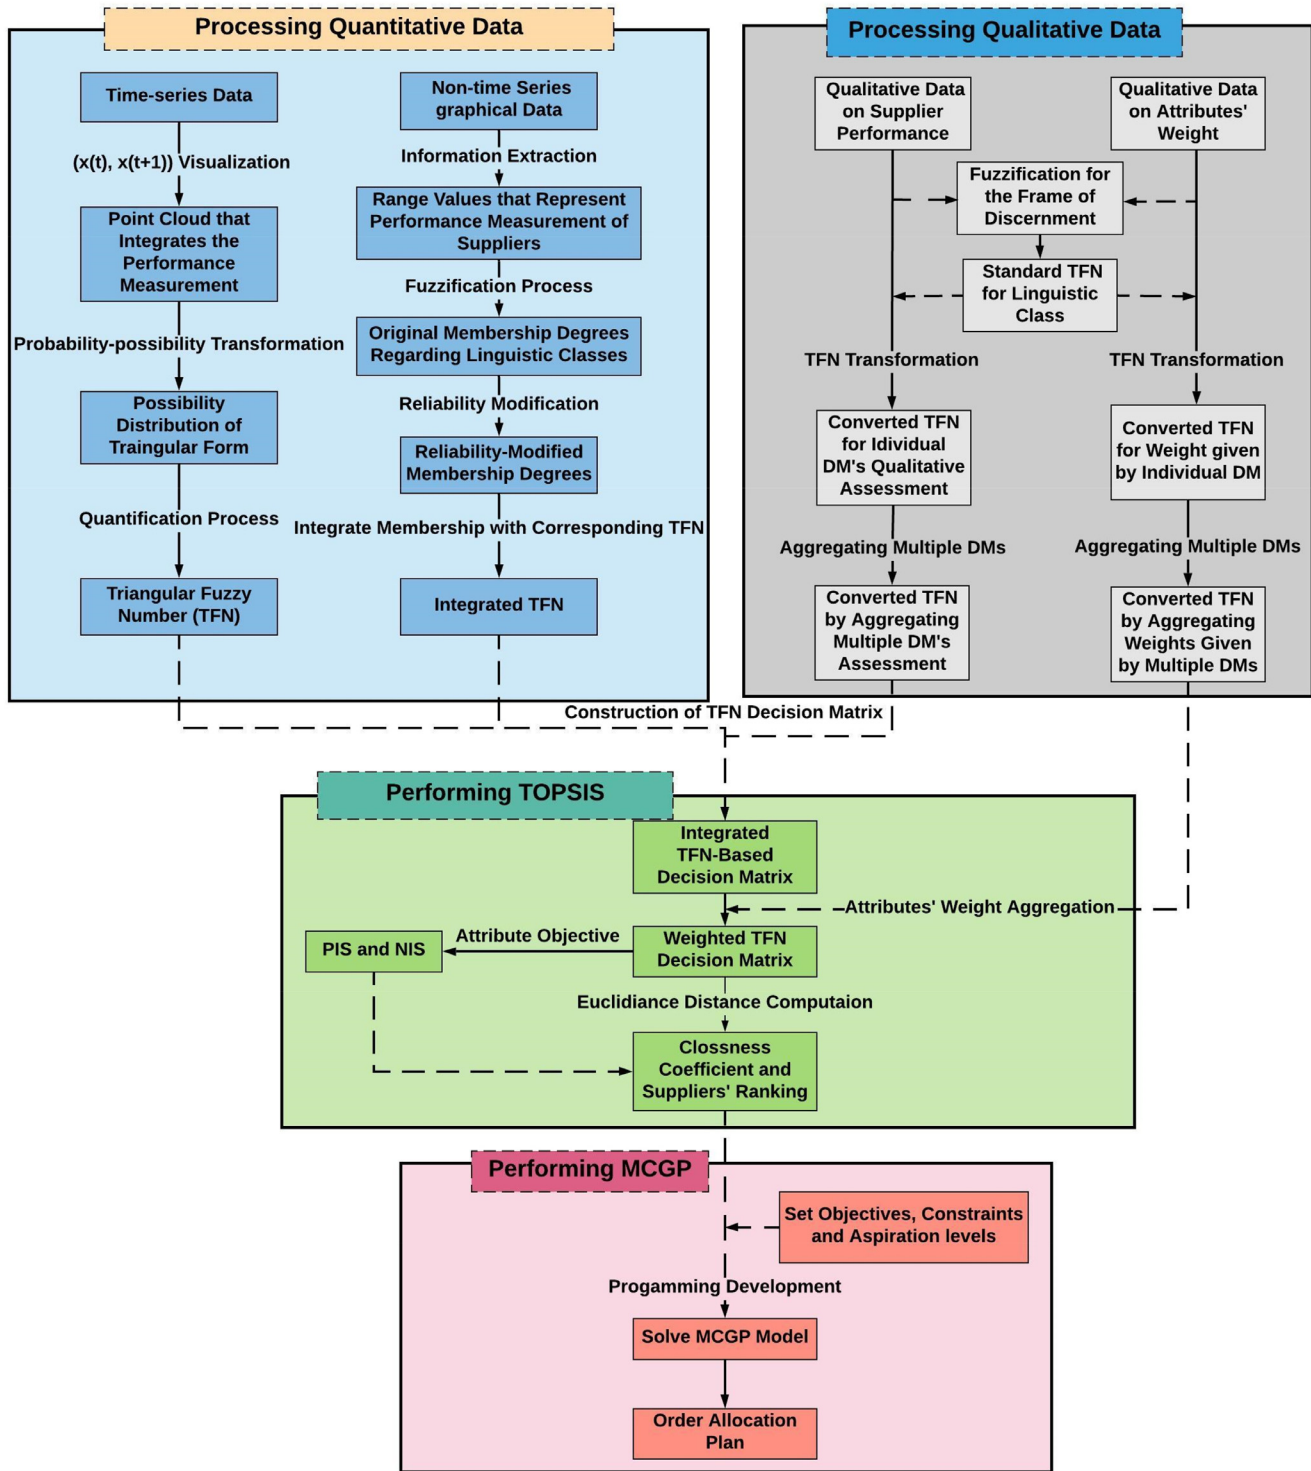 Processing Quantitative Data
Time-series Data
(x(t), x(t+1)) Visualization
Point Cloud that
Integrates the
Performance
Measurement
Probability-possibility Transformation
Possibility
Distribution of
Traingular Form
Quantification Process
Triangular Fuzzy
Number (TFN)
Non-time Series
graphical Data
Information Extraction
Range Values that Represent
Performance Measurement of
Suppliers
Fuzzification Process
Original Membership Degrees
Regarding Linguistic Classes
Reliability Modification
Reliability-Modified
Membership Degrees
Integrate Membership with Corresponding TFN
Integrated TFN
Processing Qualitative Data
Qualitative Data
on Supplier
Performance
Qualitative Data
on Attributes'
Weight
Fuzzification for
the Frame of
Discernment
Standard TFN
for Linguistic
Class
TFN Transformation
TFN Transformation
Converted TFN
for Idividual
DM's Qualitative
Assessment
Converted TFN
for Weight given
by Individual DM
Aggregating Multiple DMs
Aggregating Multiple DMs
Converted TFN
by Aggregating
Multiple DM's
Assessment
Converted TFN
by Aggregating
Weights Given
by Multiple DMs
Construction of TFN Decision Matrix
Performing TOPSIS
Integrated
TFN-Based
Decision Matrix
Attributes' Weight Aggregation
Weighted TFN
Decision Matrix
Attribute Objective
PIS and NIS
Euclidiance Distance Computaion
Clossness
Coefficient and
Suppliers' Ranking
Performing MCGP
Set Objectives, Constraints
and Aspiration levels
Progamming Development
Solve MCGP Model
Order Allocation
Plan